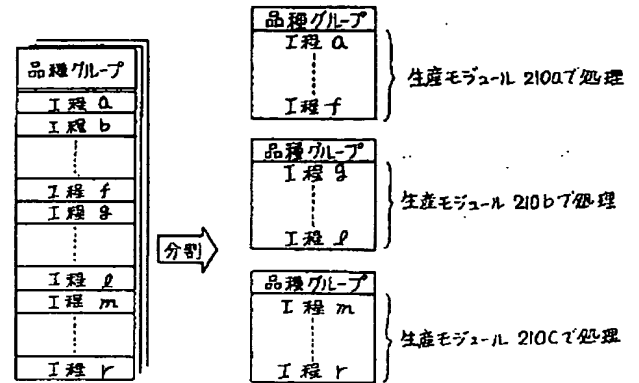 品種グループ
工程 a
工程 b
工程 f
工程 g
工程 l
工程 m
工程 r
分割
品種グループ
工程 a
工程 f
生産モジュール 210aで処理
品種グループ
工程 g
工程 l
生産モジュール 210bで処理
品種グループ
工程 m
工程 r
生産モジュール 210Cで処理